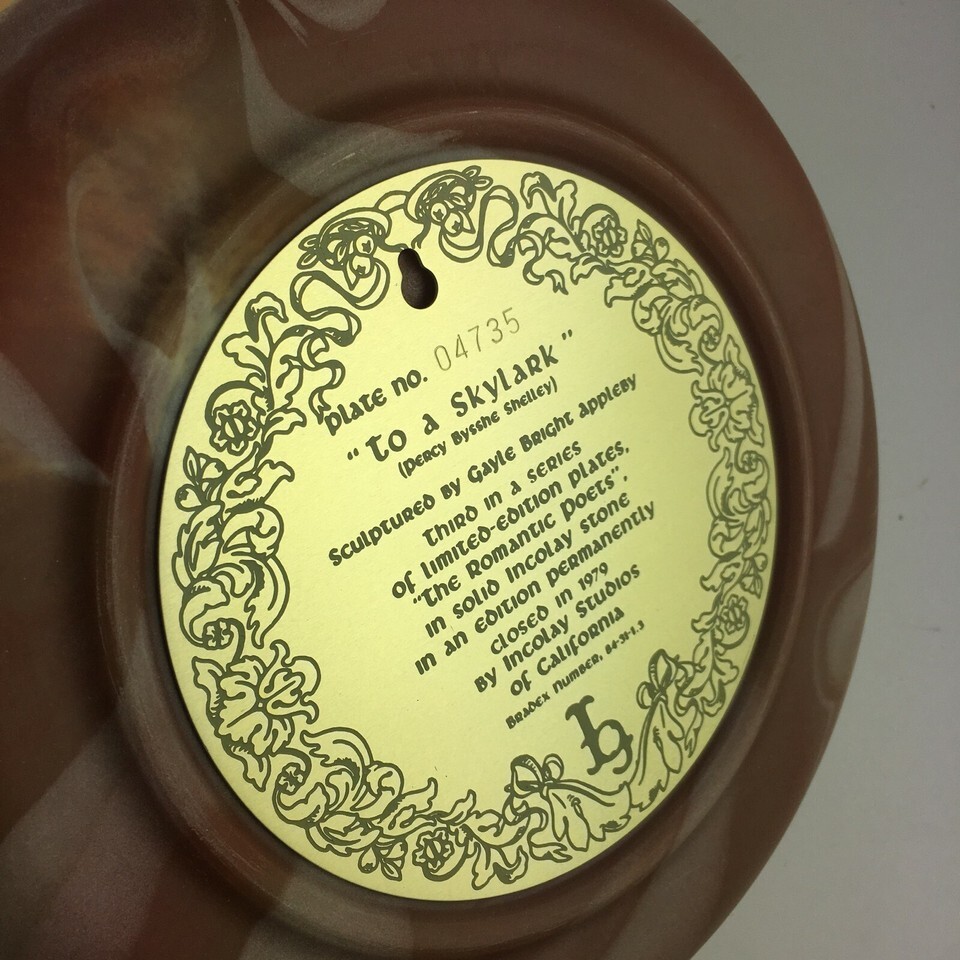 Plate no. 04735
"To a Skylark"
(Percy Bysshe Shelley)
Sculptured by Gayle Bright Appleby
Third in a series
of limited-edition plates,
"The Romantic Poets",
in solid Incolay Stone
in an edition permanently
closed in 1979
by Incolay Studios
of California
Bradex Number, 84-31-1.3